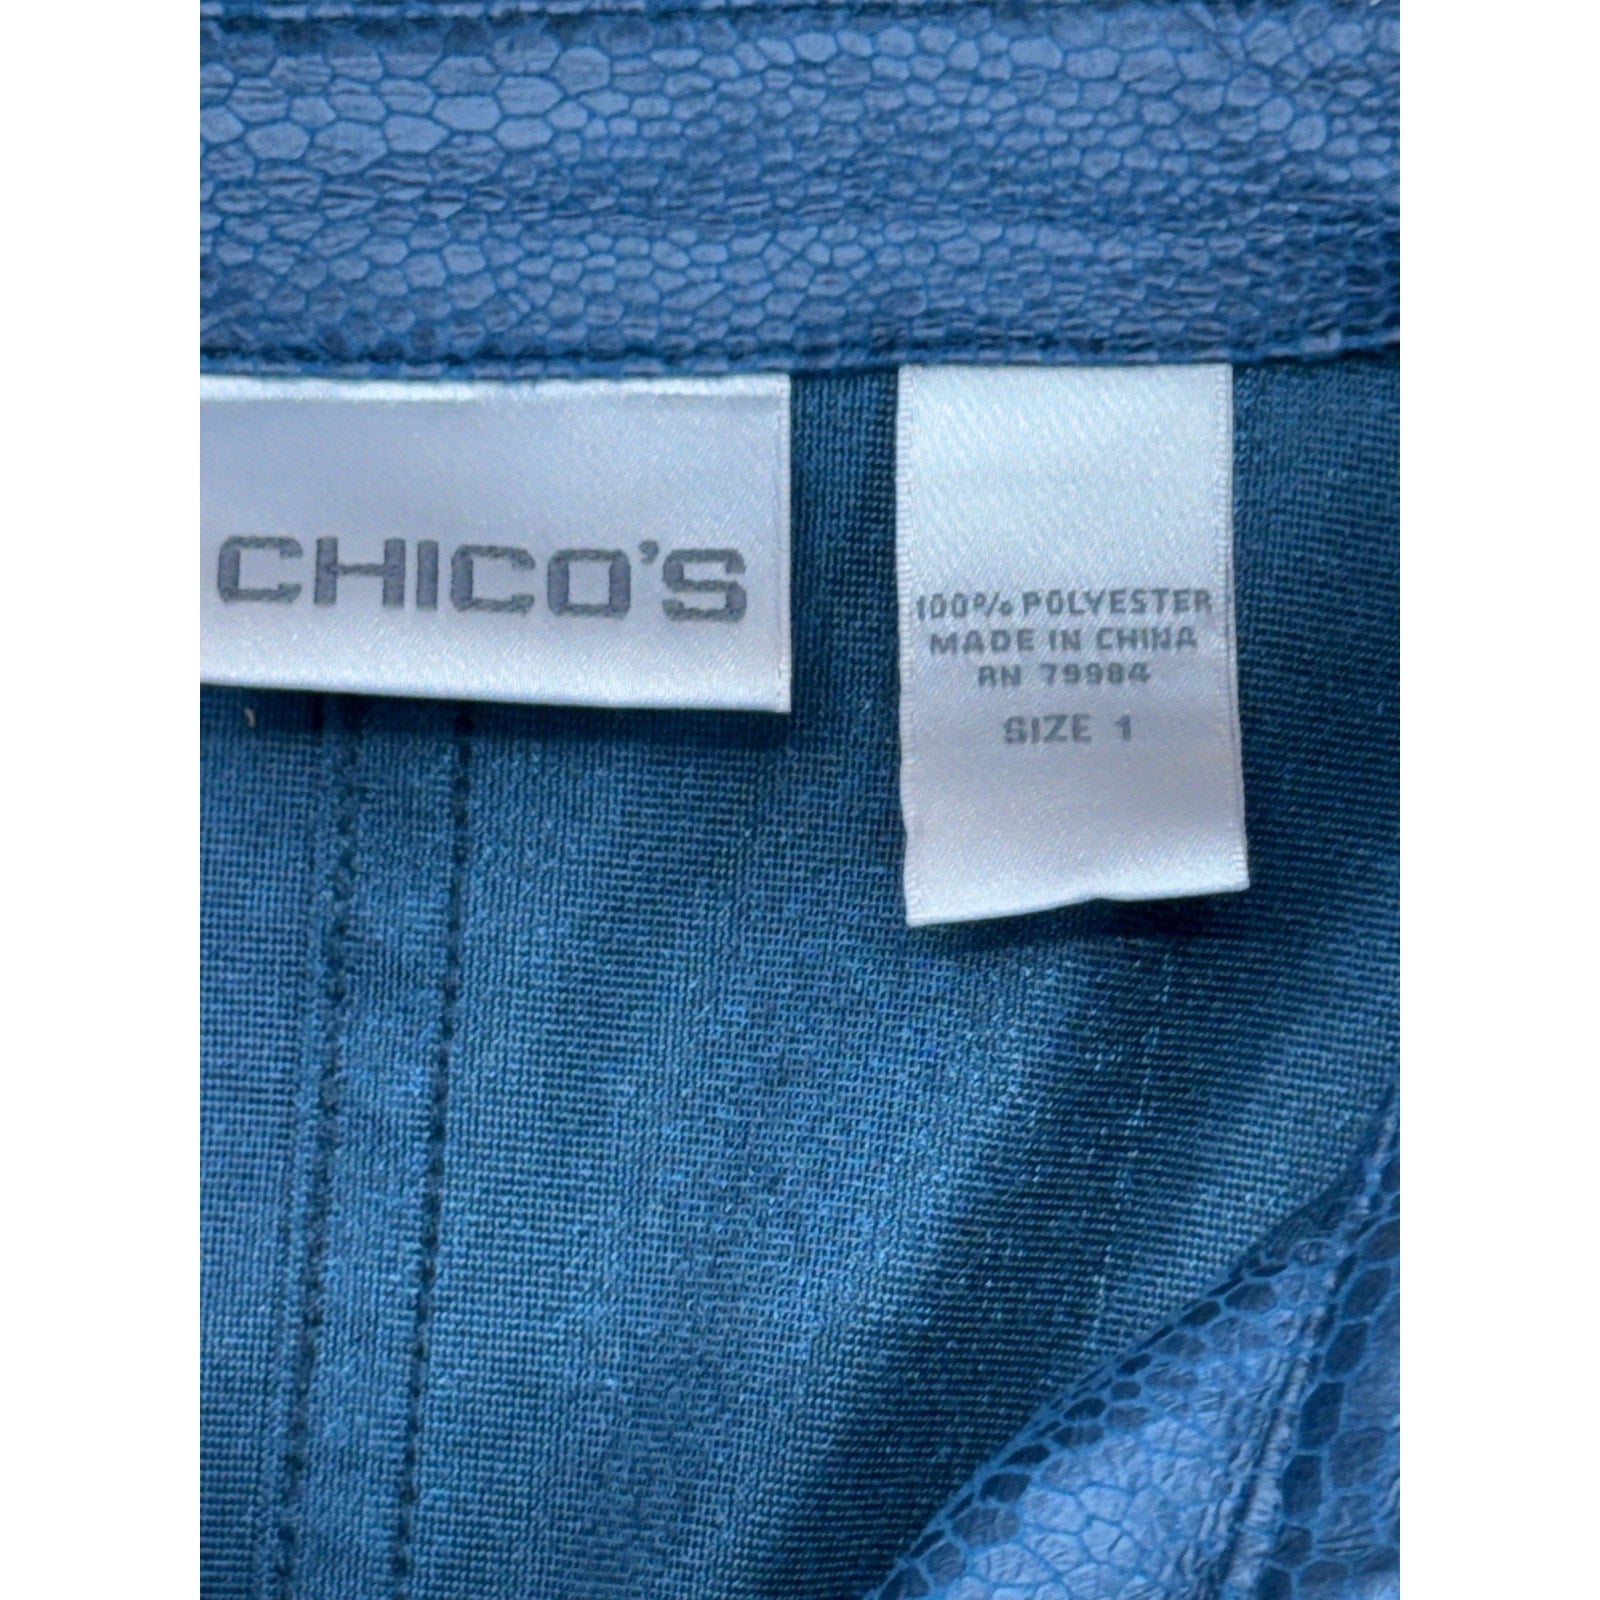 CHICO'S
100% POLYESTER
MADE IN CHINA
RN 79984
SIZE 1